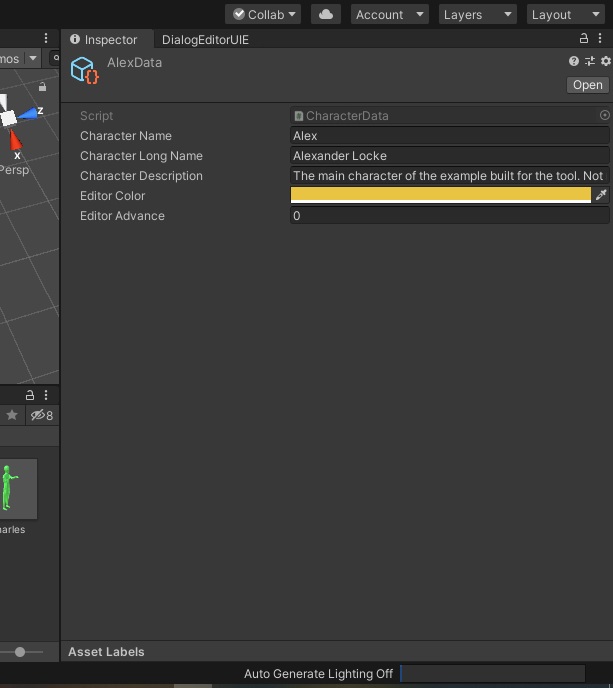 Collab
Account
Layers
Layout
Inspector
DialogEditorUIE
mos
AlexData
Open
z
x
Persp
Script
CharacterData
Character Name
Alex
Character Long Name
Alexander Locke
Character Description
The main character of the example built for the tool. Not
Editor Color
Editor Advance
0
8
harles
Asset Labels
Auto Generate Lighting Off